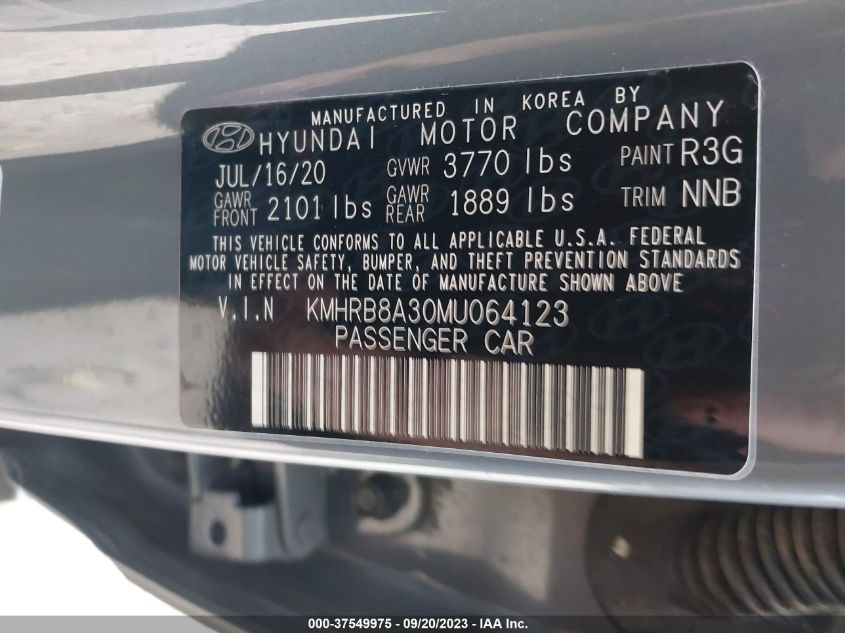 MANUFACTURED IN KOREA BY
HYUNDAI MOTOR COMPANY
JUL/16/20 GVWR 3770 lbs PAINT R3G
GAWR FRONT 2101 lbs GAWR REAR 1889 lbs TRIM NNB
THIS VEHICLE CONFORMS TO ALL APPLICABLE U.S.A. FEDERAL
MOTOR VEHICLE SAFETY, BUMPER, AND THEFT PREVENTION STANDARDS
IN EFFECT ON THE DATE OF MANUFACTURE SHOWN ABOVE
V.I.N KMHRB8A30MU064123
PASSENGER CAR
000-37549975 - 09/20/2023 - IAAI Inc.